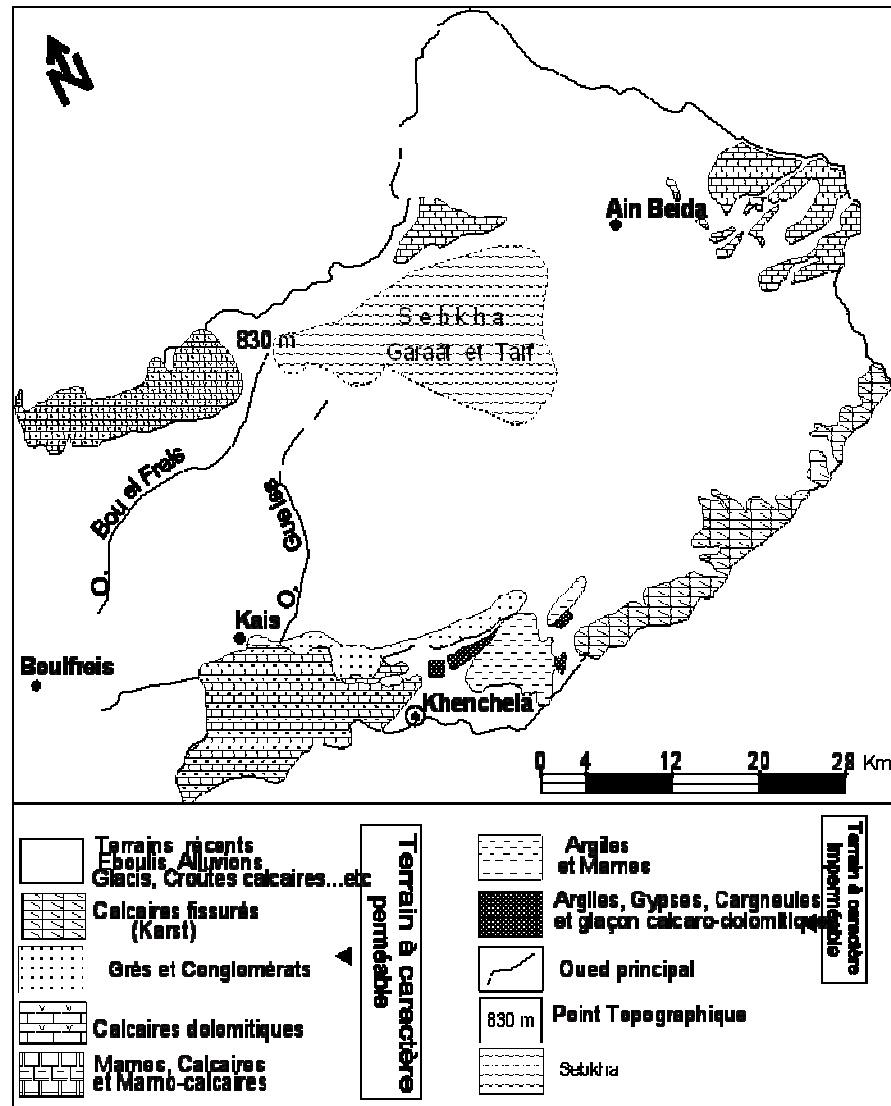 N
Ain Beida
Sebkha
Garaât et Tarf
830 m
O. Bou el Freis
O. Gueiss
Kais
Boulfreis
Khenchela
0 4 12 20 28 Km
Terrains récents
Eboulis, Alluvions
Glacis, Croutes calcaires...etc
Calcaires fissurés
(Karst)
Grès et Conglomérats
Calcaires dolomitiques
Marnes, Calcaires
et Marno-calcaires
Terrain à caractère
perméable
Argiles
et Marnes
Argiles, Gypses, Cargneules
et glaçon calcaro-dolomitique
Oued principal
830 m
Point Topographique
Sebkha
Terrain à caractère
imperméable